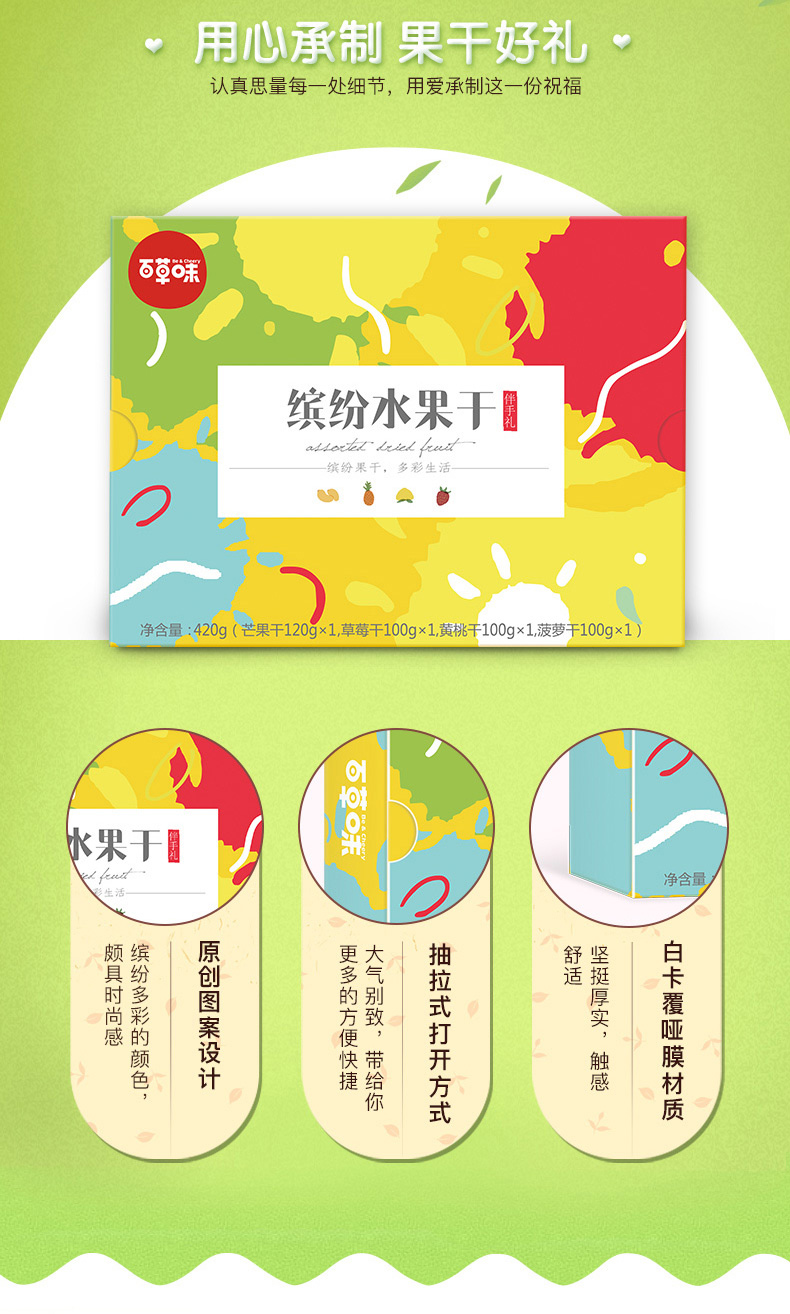 用心承制 果干好礼
认真思量每一处细节，用爱承制这一份祝福
Be & Cheery
百草味
缤纷水果干
伴手礼
assorted dried fruit
缤纷果干，多彩生活
净含量：420g（芒果干120g×1,草莓干100g×1,黄桃干100g×1,菠萝干100g×1）
水果干
伴手礼
ied fruit
彩生活
原创图案设计
缤纷多彩的颜色，
颇具时尚感
百草味
Be & Cheery
抽拉式打开方式
大气别致，带给你
更多的方便快捷
净含量：
白卡覆哑膜材质
坚挺厚实，触感
舒适